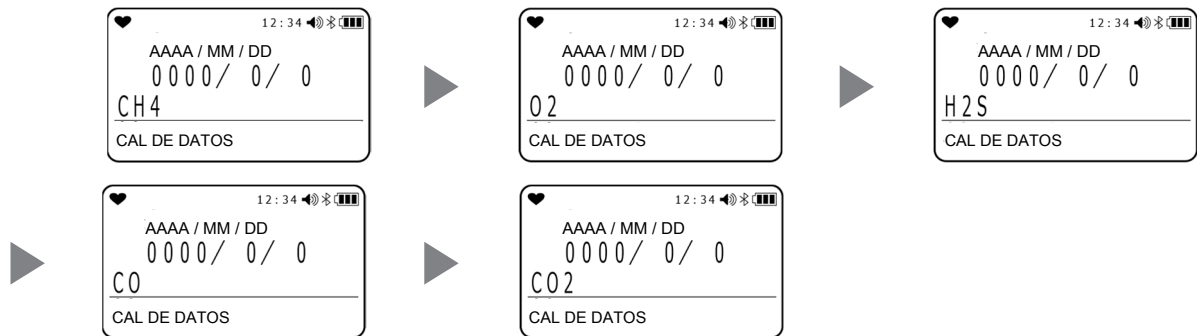 12:34
AAAA / MM / DD
0000/ 0/ 0
CH4
CAL DE DATOS
12:34
AAAA / MM / DD
0000/ 0/ 0
O2
CAL DE DATOS
12:34
AAAA / MM / DD
0000/ 0/ 0
H2S
CAL DE DATOS
12:34
AAAA / MM / DD
0000/ 0/ 0
CO
CAL DE DATOS
12:34
AAAA / MM / DD
0000/ 0/ 0
CO2
CAL DE DATOS